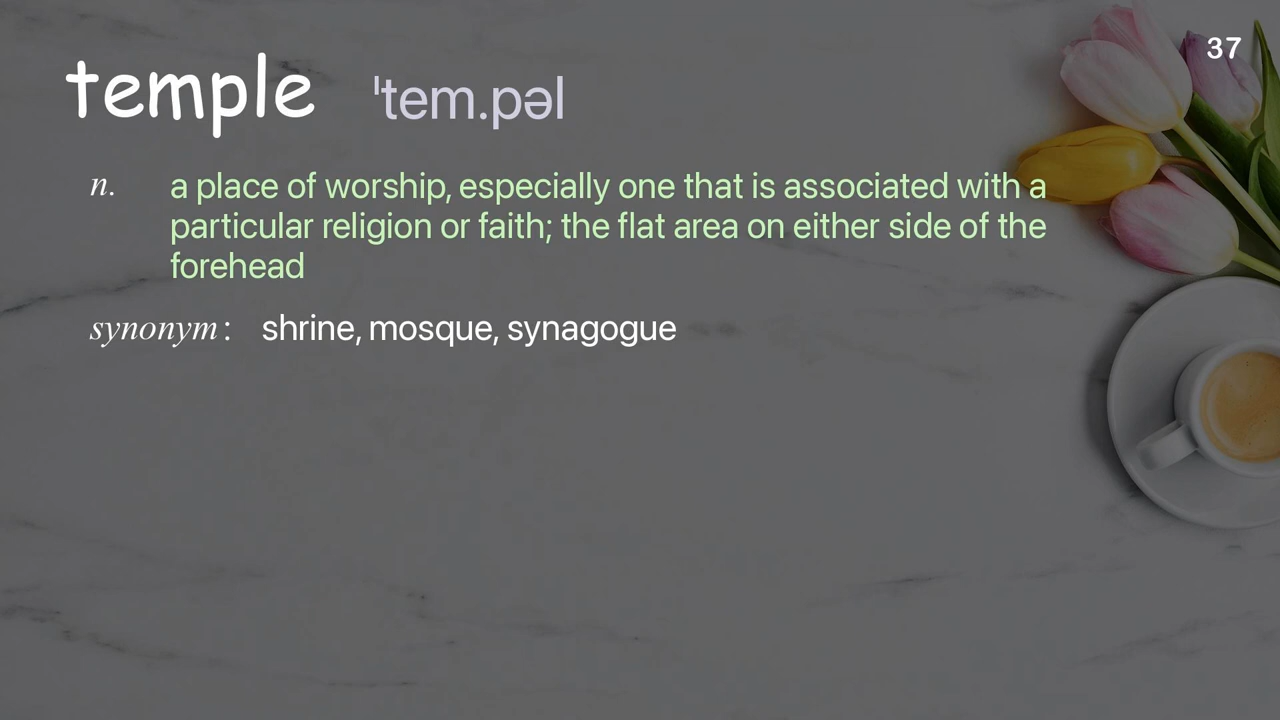 37
temple ˈtem.pəl
n. a place of worship, especially one that is associated with a
particular religion or faith; the flat area on either side of the
forehead
synonym: shrine, mosque, synagogue